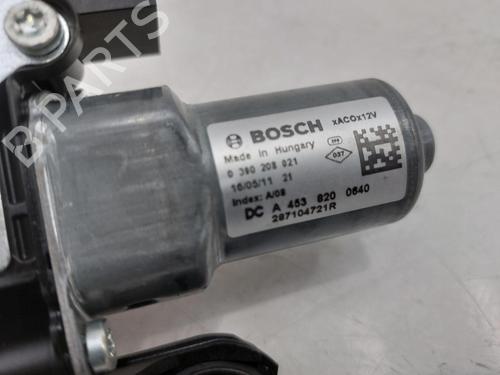 B-PARTS
BOSCH
xACOx12V
Made in Hungary
0 390 208 021
037
16/05/11 21
Index: A/08
DC A 453 820 0640
287104721R